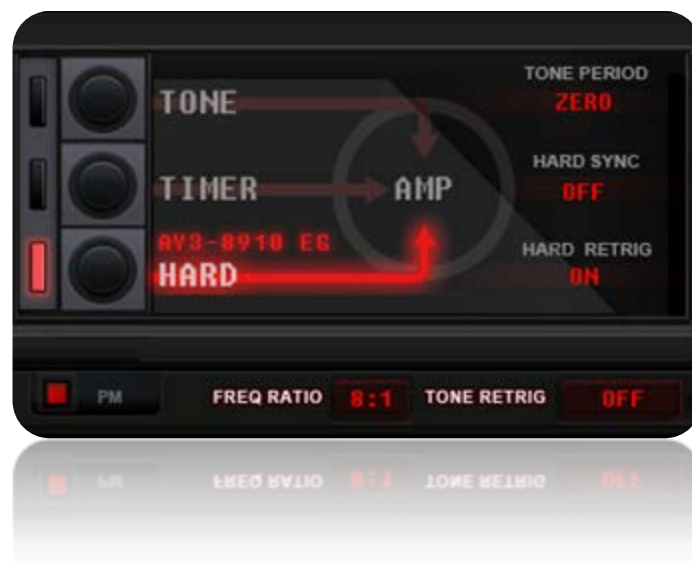 TONE PERIOD
TONE
ZERO
HARD SYNC
TIMER
AMP
OFF
AY3-8910 EG
HARD
HARD RETRIG
ON
PM
FREQ RATIO
8:1
TONE RETRIG
OFF